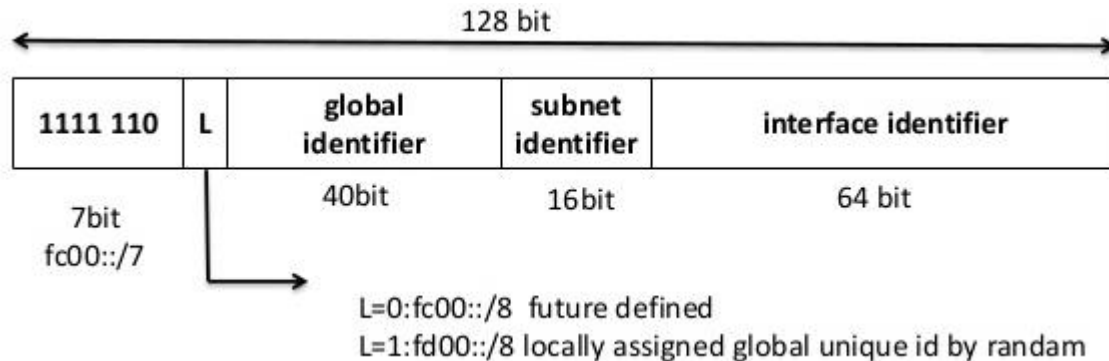 128 bit
1111 110 L global identifier subnet identifier interface identifier
7bit 40bit 16bit 64 bit
fc00::/7
L=0:fc00::/8 future defined
L=1:fd00::/8 locally assigned global unique id by randam